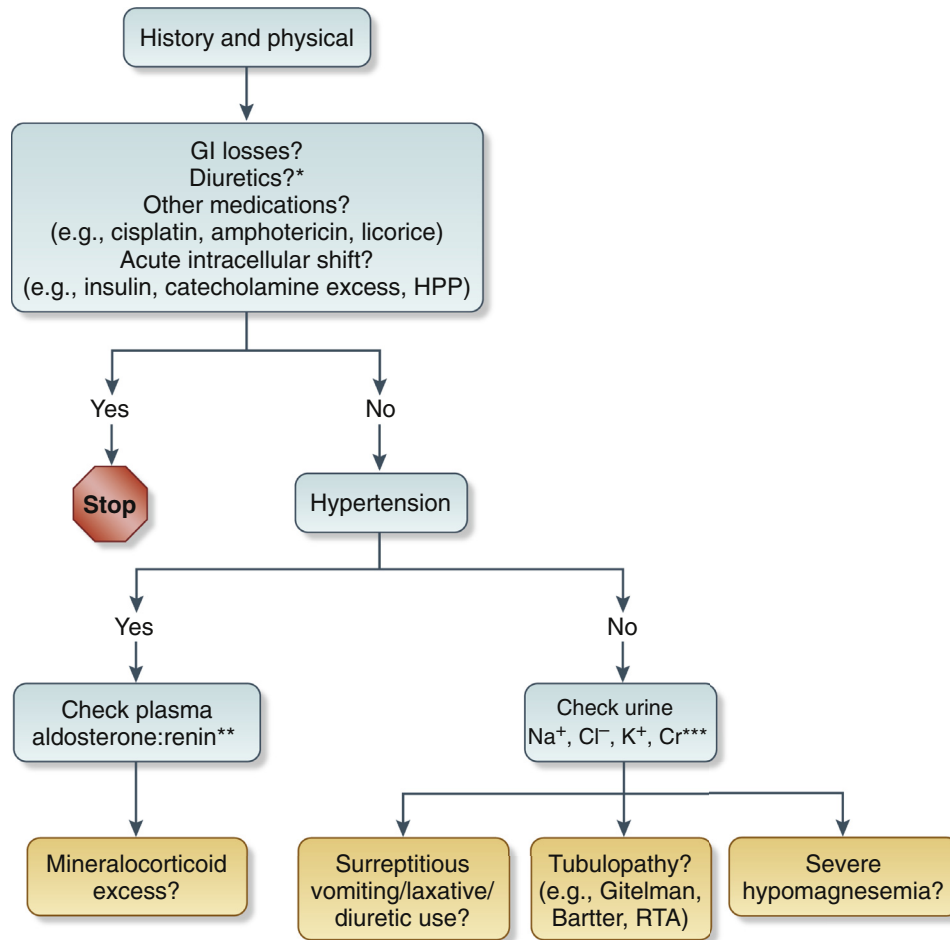 History and physical
GI losses?
Diuretics?*
Other medications?
(e.g., cisplatin, amphotericin, licorice)
Acute intracellular shift?
(e.g., insulin, catecholamine excess, HPP)
Yes
No
Stop
Hypertension
Yes
No
Check plasma
aldosterone:renin**
Check urine
Na⁺, Cl⁻, K⁺, Cr***
Mineralocorticoid
excess?
Surreptitious
vomiting/laxative/
diuretic use?
Tubulopathy?
(e.g., Gitelman,
Bartter, RTA)
Severe
hypomagnesemia?